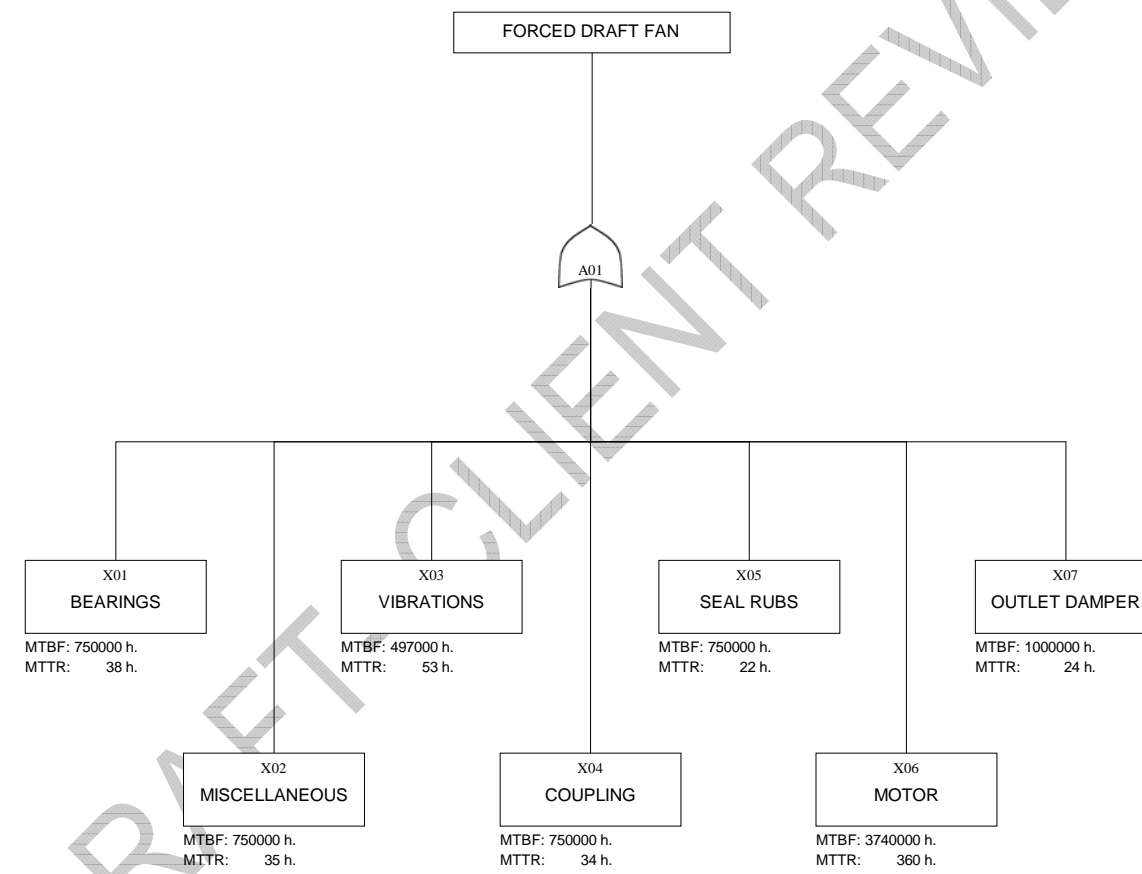 FORCED DRAFT FAN
A01
X01
BEARINGS
MTBF: 750000 h.
MTTR: 38 h.
X03
VIBRATIONS
MTBF: 497000 h.
MTTR: 53 h.
X05
SEAL RUBS
MTBF: 750000 h.
MTTR: 22 h.
X07
OUTLET DAMPER
MTBF: 1000000 h.
MTTR: 24 h.
X02
MISCELLANEOUS
MTBF: 750000 h.
MTTR: 35 h.
X04
COUPLING
MTBF: 750000 h.
MTTR: 34 h.
X06
MOTOR
MTBF: 3740000 h.
MTTR: 360 h.
RAFT - CLIENT REVI